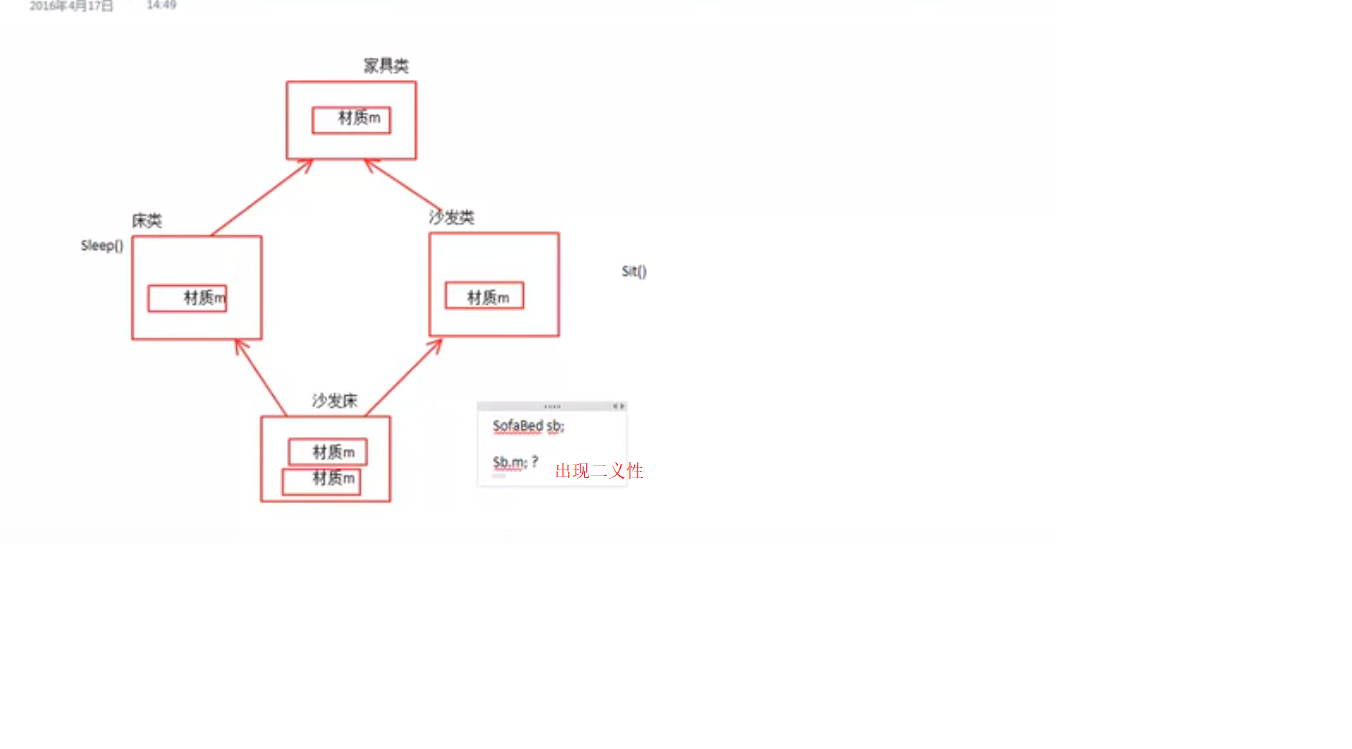 2016年4月17日 14:49
家具类
材质m
床类
沙发类
Sleep()
Sit()
材质m
材质m
沙发床
SofaBed sb;
材质m
Sb.m; ?
出现二义性
材质m